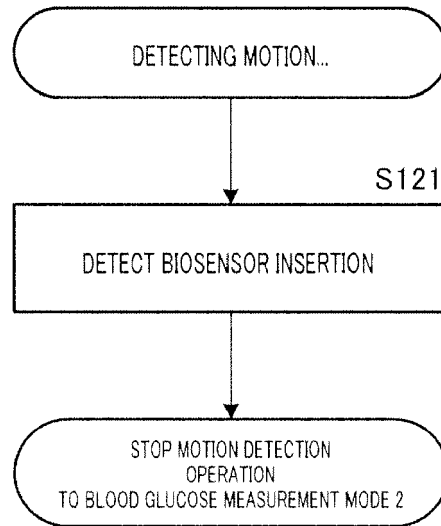 DETECTING MOTION...
S121
DETECT BIOSENSOR INSERTION
STOP MOTION DETECTION
OPERATION
TO BLOOD GLUCOSE MEASUREMENT MODE 2